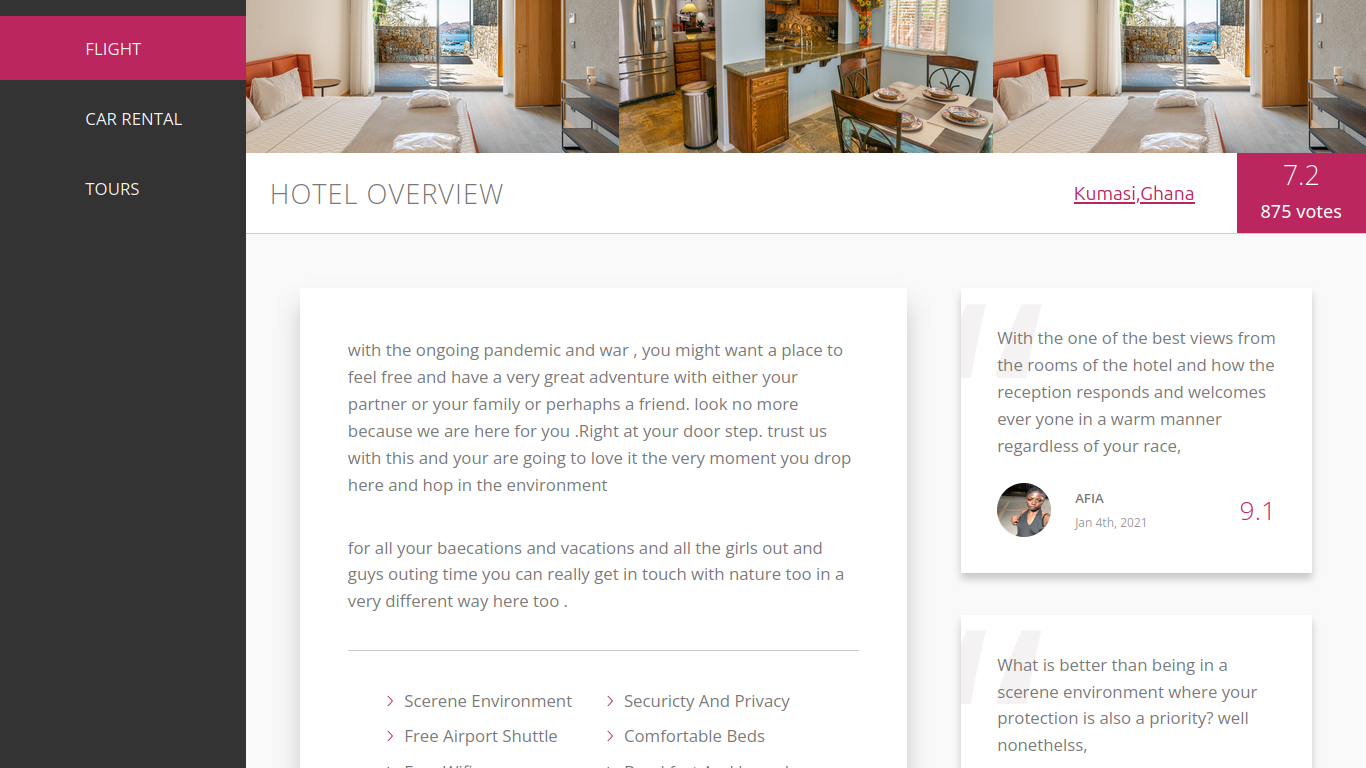 FLIGHT
CAR RENTAL
TOURS
HOTEL OVERVIEW
Kumasi,Ghana
7.2
875 votes
with the ongoing pandemic and war , you might want a place to
feel free and have a very great adventure with either your
partner or your family or perhaphs a friend. look no more
because we are here for you .Right at your door step. trust us
with this and your are going to love it the very moment you drop
here and hop in the environment
for all your baecations and vacations and all the girls out and
guys outing time you can really get in touch with nature too in a
very different way here too .
Scerene Environment
Securicty And Privacy
Free Airport Shuttle
Comfortable Beds
With the one of the best views from
the rooms of the hotel and how the
reception responds and welcomes
ever yone in a warm manner
regardless of your race,
AFIA
Jan 4th, 2021
9.1
What is better than being in a
scerene environment where your
protection is also a priority? well
nonethelss,